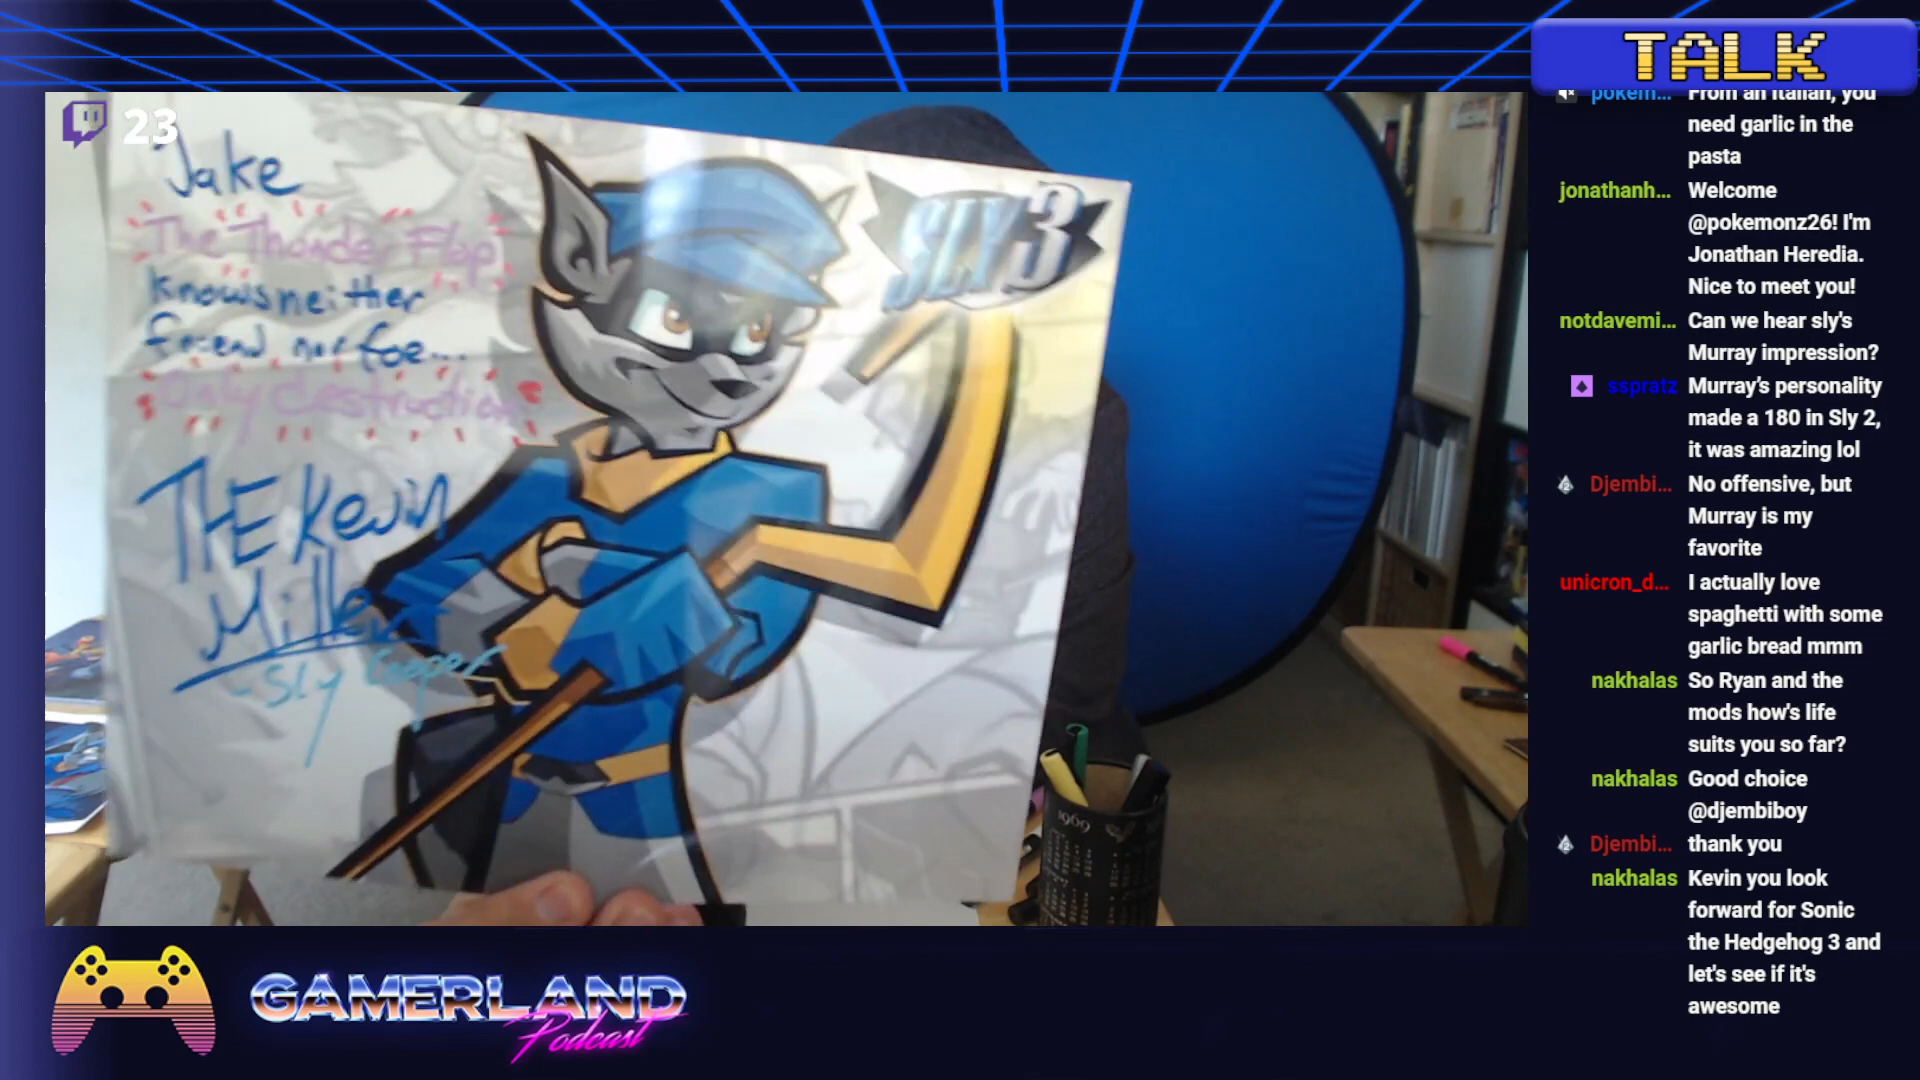 TALK
23
Jake
The Thunder Flop
knows neither
friend nor foe...
Only destruction
THE Kevin
Miller
- Sly Cooper
SLY 3
1969
GAMERLAND
Podcast
pokem... From an Italian, you
need garlic in the
pasta
jonathanh... Welcome
@pokemonz26! I'm
Jonathan Heredia.
Nice to meet you!
notdavemi... Can we hear sly's
Murray impression?
sspratz Murray's personality
made a 180 in Sly 2,
it was amazing lol
Djembi... No offensive, but
Murray is my
favorite
unicron_d... I actually love
spaghetti with some
garlic bread mmm
nakhalas So Ryan and the
mods how's life
suits you so far?
nakhalas Good choice
@djembiboy
Djembi... thank you
nakhalas Kevin you look
forward for Sonic
the Hedgehog 3 and
let's see if it's
awesome